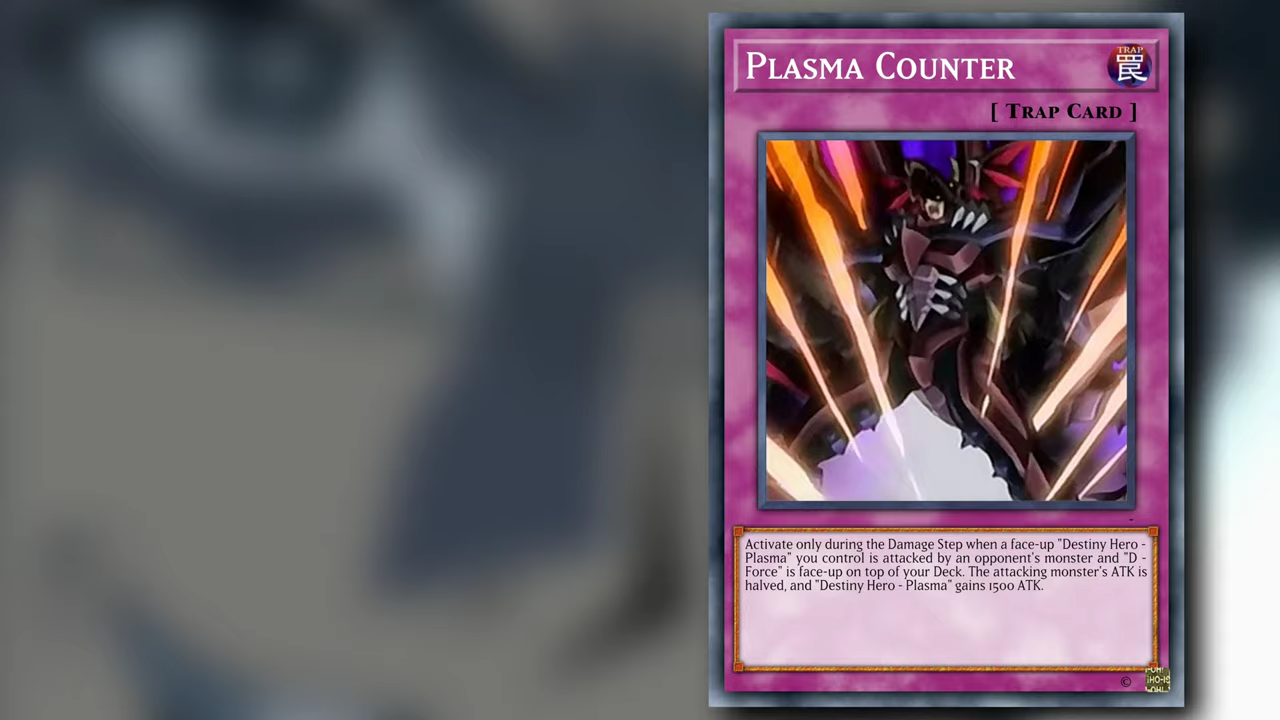 PLASMA COUNTER
TRAP
罠
[ TRAP CARD ]
-
Activate only during the Damage Step when a face-up "Destiny Hero -
Plasma" you control is attacked by an opponent's monster and "D -
Force" is face-up on top of your Deck. The attacking monster's ATK is
halved, and "Destiny Hero - Plasma" gains 1500 ATK.
©